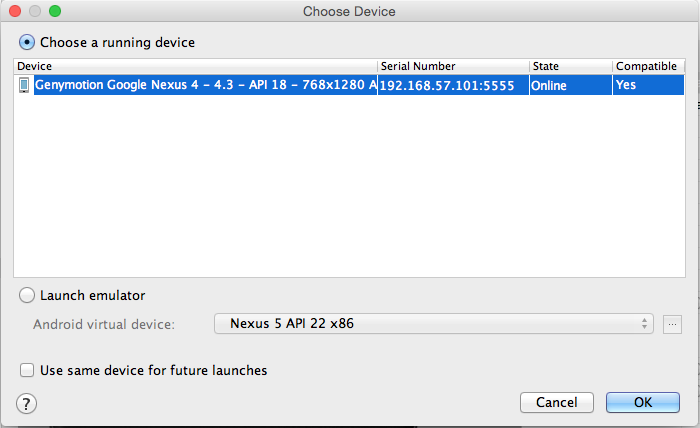 Choose Device
Choose a running device
Device Serial Number State Compatible
Genymotion Google Nexus 4 – 4.3 – API 18 – 768x1280 A 192.168.57.101:5555 Online Yes
Launch emulator
Android virtual device: Nexus 5 API 22 x86 ...
Use same device for future launches
? Cancel OK